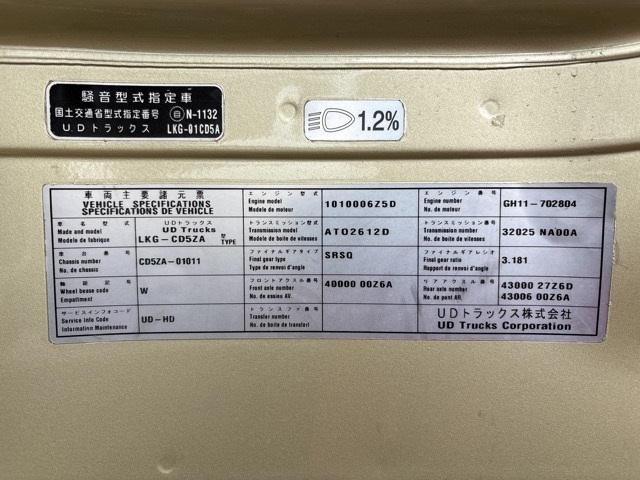 騒音型式指定車
国土交通省型式指定番号 自 N-1132
UDトラックス LKG-01CD5A
1.2%
車両主要諸元票
VEHICLE SPECIFICATIONS
SPECIFICATIONS DE VEHICLE
エンジン型式
Engine model
Modele de moteur
1010006Z5D
エンジン番号
Engine number
No. de moteur
GH11-702804
車名型式
Made and model
Modele de fabrique
UDトラックス
UD Trucks
LKG-CD5ZA
型
TYPE
トランスミッション型式
Transmission model
Modele de boite de vitesses
ATO2612D
トランスミッション番号
Transmission number
No. de boite de vitesses
32025 NA00A
車台番号
Chassis number
No. de chassis
CD5ZA-01011
ファイナルギアタイプ
Final gear type
Type de renvoi d'angle
SRSQ
ファイナルギアレシオ
Final gear ratio
Rapport de renvoi d'angle
3.181
軸距記号
Wheel base code
Empattiment
W
フロントアクスル番号
Front axle number
No. de essieu AV.
40000 00Z6A
リアアクスル番号
Rear axle number
No. de pont AR.
43000 27Z6D
43006 00Z6A
サービスインフォコード
Service info Code
Information Maintenance
UD-HD
トランスファ番号
Transfer number
No. de boite de transfert
UDトラックス株式会社
UD Trucks Corporation